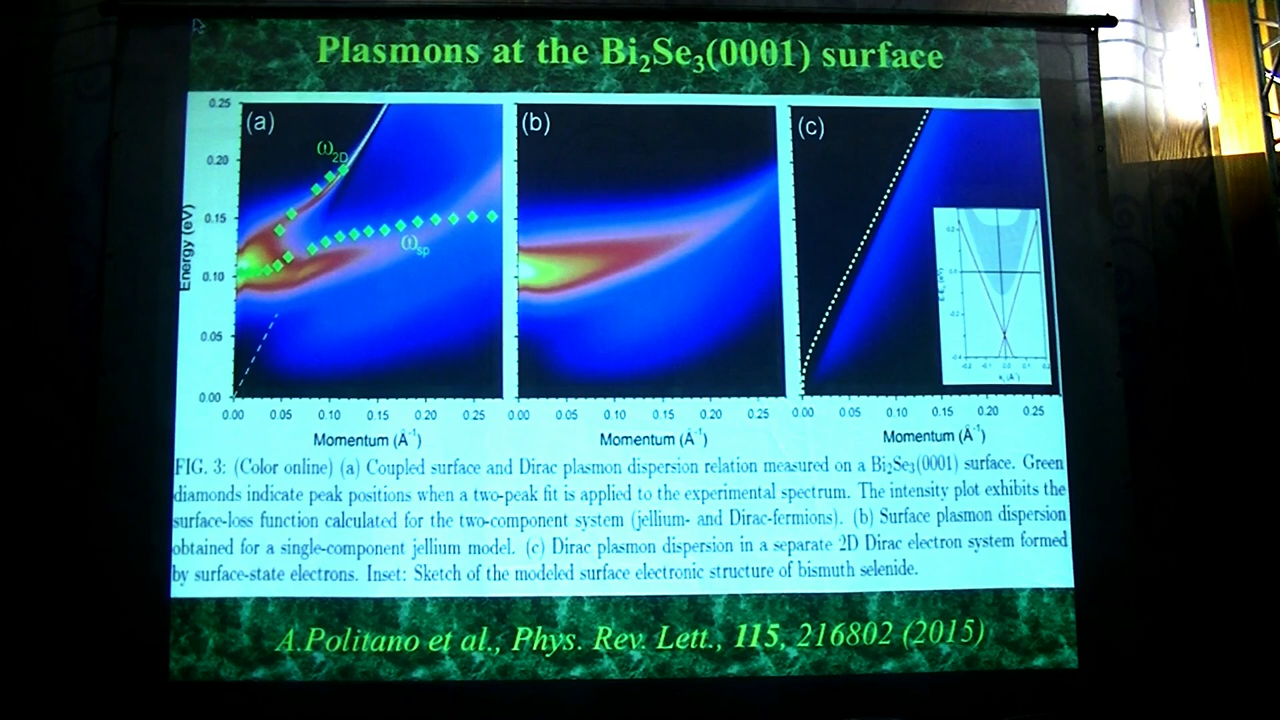 Plasmons at the Bi₂Se₃(0001) surface
(a)
(b)
(c)
ω2D
ωsp
Energy (eV)
0.25
0.20
0.15
0.10
0.05
0.00
0.00 0.05 0.10 0.15 0.20 0.25
0.00 0.05 0.10 0.15 0.20 0.25
0.00 0.05 0.10 0.15 0.20 0.25
Momentum (Å⁻¹)
Momentum (Å⁻¹)
Momentum (Å⁻¹)
FIG. 3: (Color online) (a) Coupled surface and Dirac plasmon dispersion relation measured on a Bi₂Se₃(0001) surface. Green
diamonds indicate peak positions when a two-peak fit is applied to the experimental spectrum. The intensity plot exhibits the
surface-loss function calculated for the two-component system (jellium- and Dirac-fermions). (b) Surface plasmon dispersion
obtained for a single-component jellium model. (c) Dirac plasmon dispersion in a separate 2D Dirac electron system formed
by surface-state electrons. Inset: Sketch of the modeled surface electronic structure of bismuth selenide.
A.Politano et al., Phys. Rev. Lett., 115, 216802 (2015)